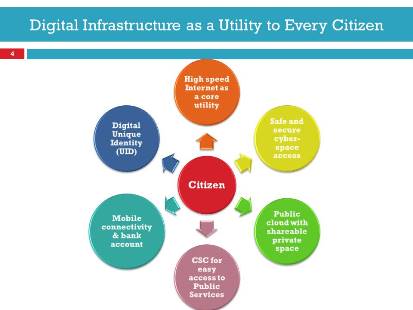 Digital Infrastructure as a Utility to Every Citizen
4
High speed
Internet as
a core
utility
Safe and
secure
cyber-
space
access
Public
cloud with
shareable
private
space
CSC for
easy
access to
Public
Services
Mobile
connectivity
& bank
account
Digital
Unique
Identity
(UID)
Citizen